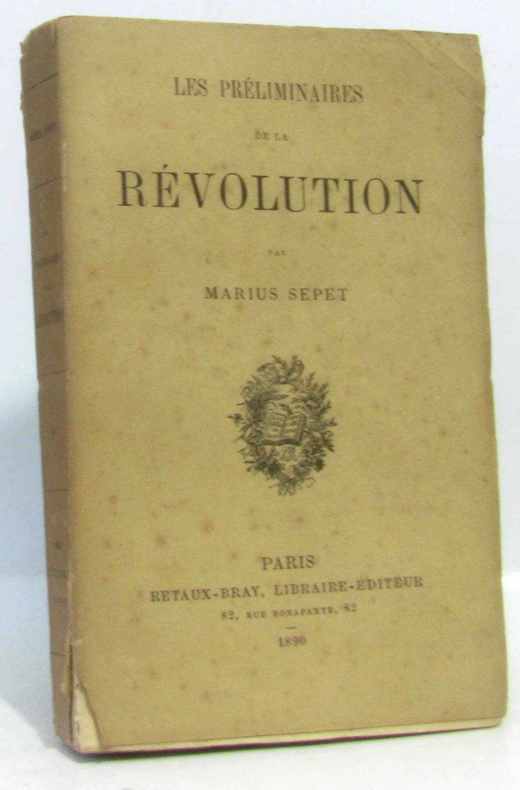 LES PRÉLIMINAIRES
DE LA
RÉVOLUTION
PAR
MARIUS SEPET
PARIS
RETAUX-BRAY, LIBRAIRE-ÉDITEUR
82, RUE BONAPARTE, 82
1890